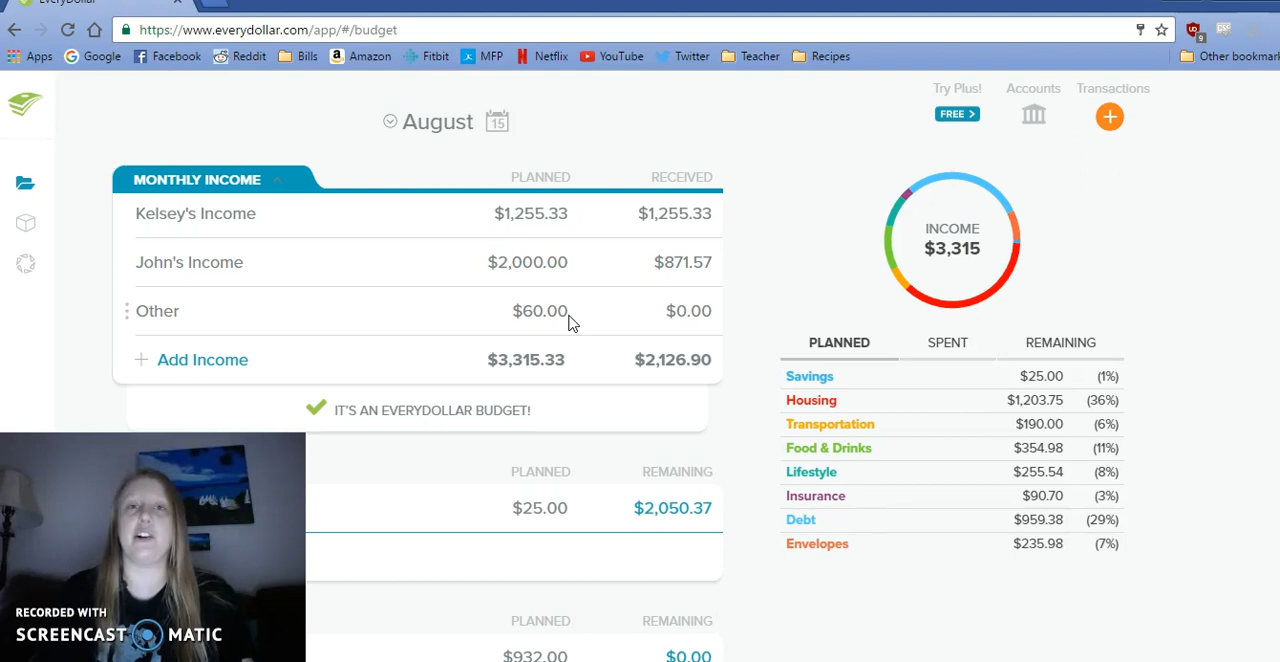 EveryDollar
https://www.everydollar.com/app/#/budget
Apps Google Facebook Reddit Bills Amazon Fitbit MFP Netflix YouTube Twitter Teacher Recipes Other bookmar
August 15
Try Plus! Accounts Transactions
FREE >
MONTHLY INCOME PLANNED RECEIVED
Kelsey's Income $1,255.33 $1,255.33
John's Income $2,000.00 $871.57
Other $60.00 $0.00
+ Add Income $3,315.33 $2,126.90
IT'S AN EVERYDOLLAR BUDGET!
PLANNED REMAINING
$25.00 $2,050.37
PLANNED REMAINING
$932.00 $0.00
INCOME
$3,315
PLANNED SPENT REMAINING
Savings $25.00 (1%)
Housing $1,203.75 (36%)
Transportation $190.00 (6%)
Food & Drinks $354.98 (11%)
Lifestyle $255.54 (8%)
Insurance $90.70 (3%)
Debt $959.38 (29%)
Envelopes $235.98 (7%)
RECORDED WITH
SCREENCAST MATIC